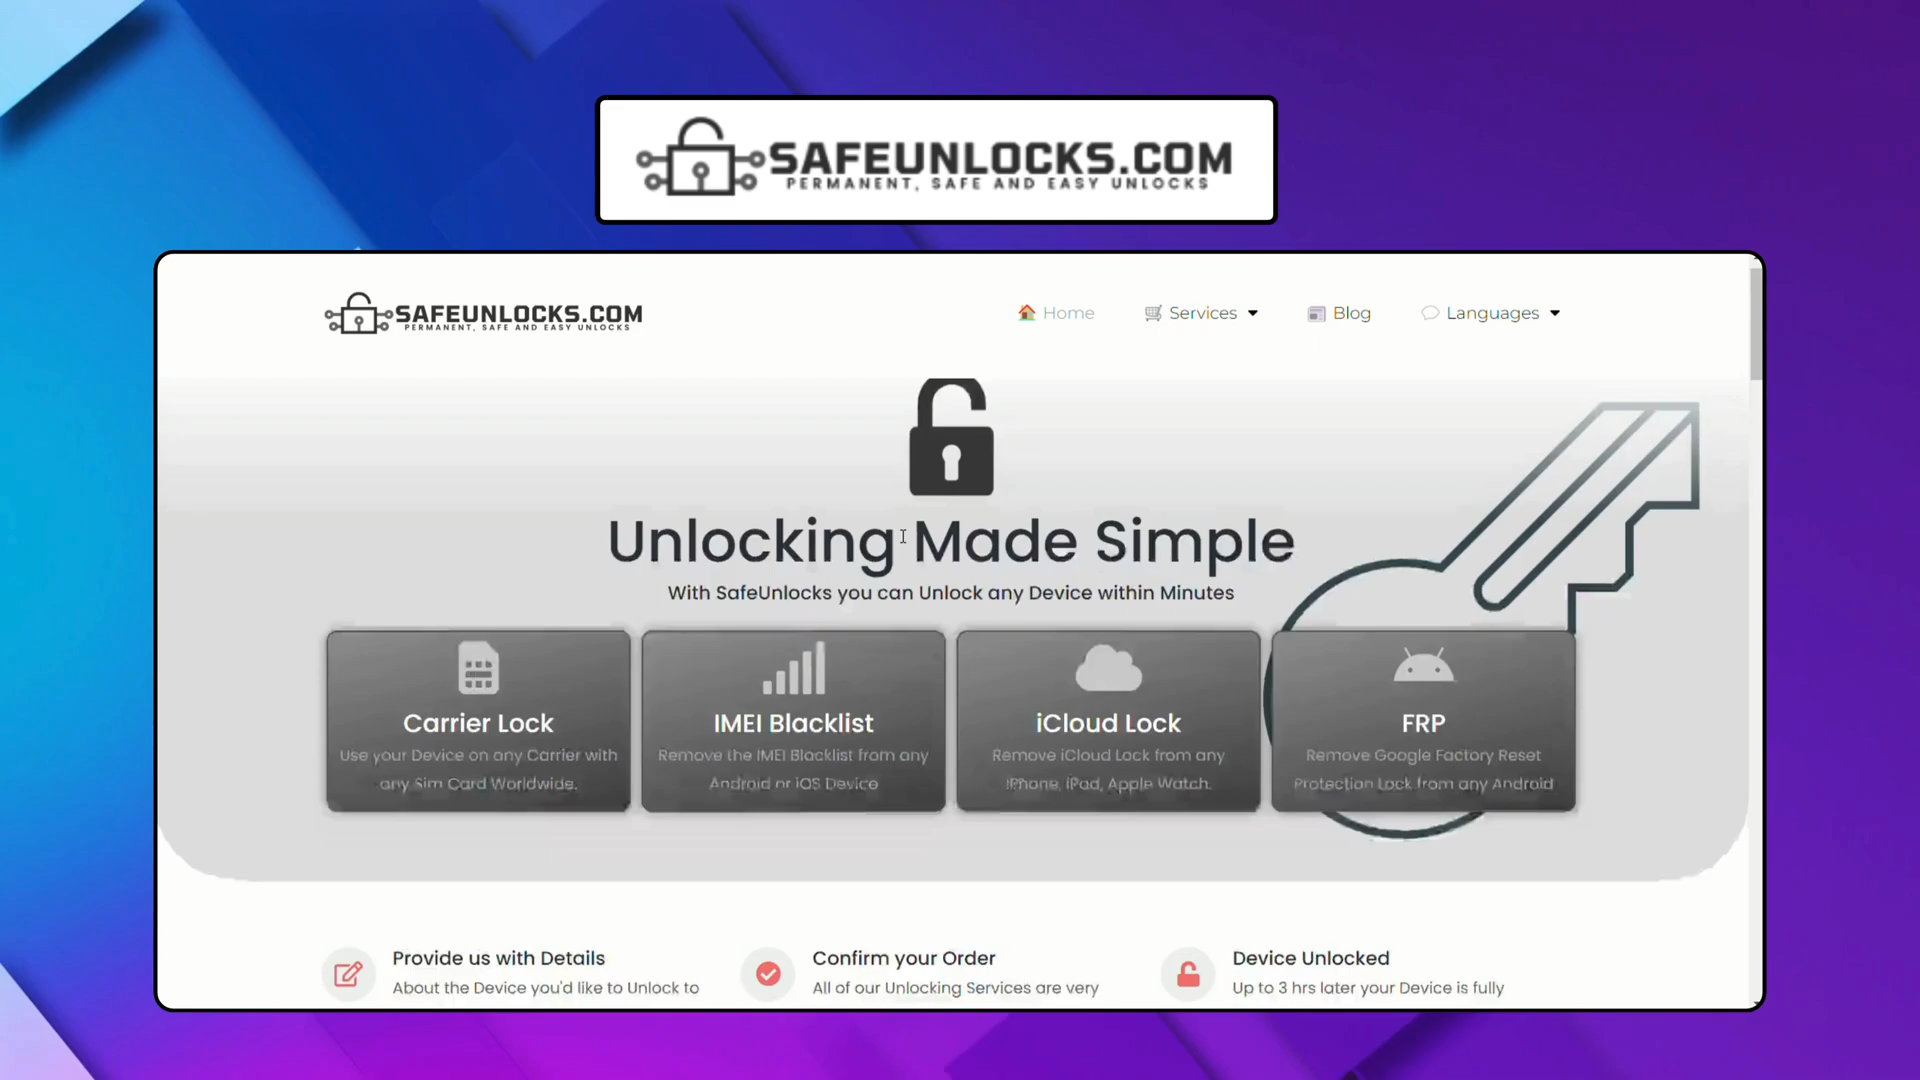 SAFEUNLOCKS.COM
PERMANENT, SAFE AND EASY UNLOCKS
SAFEUNLOCKS.COM
PERMANENT, SAFE AND EASY UNLOCKS
Home
Services
Blog
Languages
Unlocking Made Simple
With SafeUnlocks you can Unlock any Device within Minutes
Carrier Lock
Use your Device on any Carrier with
any Sim Card Worldwide.
IMEI Blacklist
Remove the IMEI Blacklist from any
Android or iOS Device
iCloud Lock
Remove iCloud Lock from any
iPhone, iPad, Apple Watch.
FRP
Remove Google Factory Reset
Protection Lock from any Android
Provide us with Details
About the Device you'd like to Unlock to
Confirm your Order
All of our Unlocking Services are very
Device Unlocked
Up to 3 hrs later your Device is fully